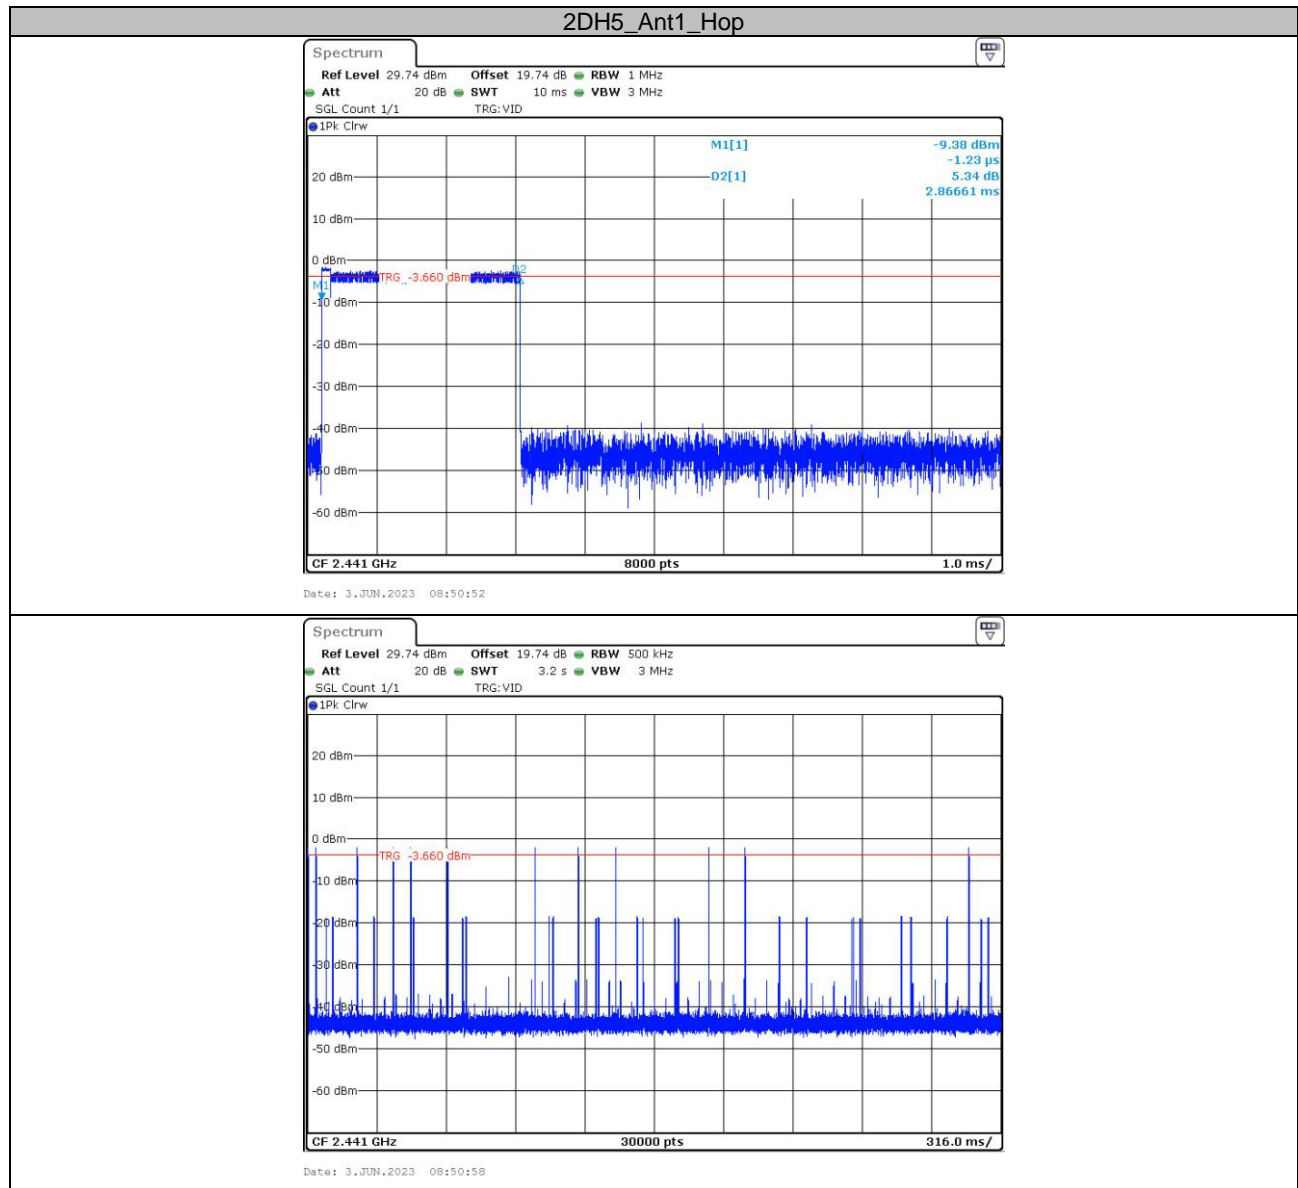 2DH5_Ant1_Hop
Spectrum
Ref Level 29.74 dBm Offset 19.74 dB RBW 1 MHz
Att 20 dB SWT 10 ms VBW 3 MHz
SGL Count 1/1 TRG:VID
1Pk Clrw
M1[1] -9.38 dBm
-1.23 µs
20 dBm D2[1] 5.34 dB
2.86661 ms
10 dBm
0 dBm
D2
TRG -3.660 dBm
M1
-10 dBm
-20 dBm
-30 dBm
-40 dBm
-50 dBm
-60 dBm
CF 2.441 GHz 8000 pts 1.0 ms/
Date: 3.JUN.2023 08:50:52
Spectrum
Ref Level 29.74 dBm Offset 19.74 dB RBW 500 kHz
Att 20 dB SWT 3.2 s VBW 3 MHz
SGL Count 1/1 TRG:VID
1Pk Clrw
20 dBm
10 dBm
0 dBm
TRG -3.660 dBm
-10 dBm
-20 dBm
-30 dBm
-40 dBm
-50 dBm
-60 dBm
CF 2.441 GHz 30000 pts 316.0 ms/
Date: 3.JUN.2023 08:50:58